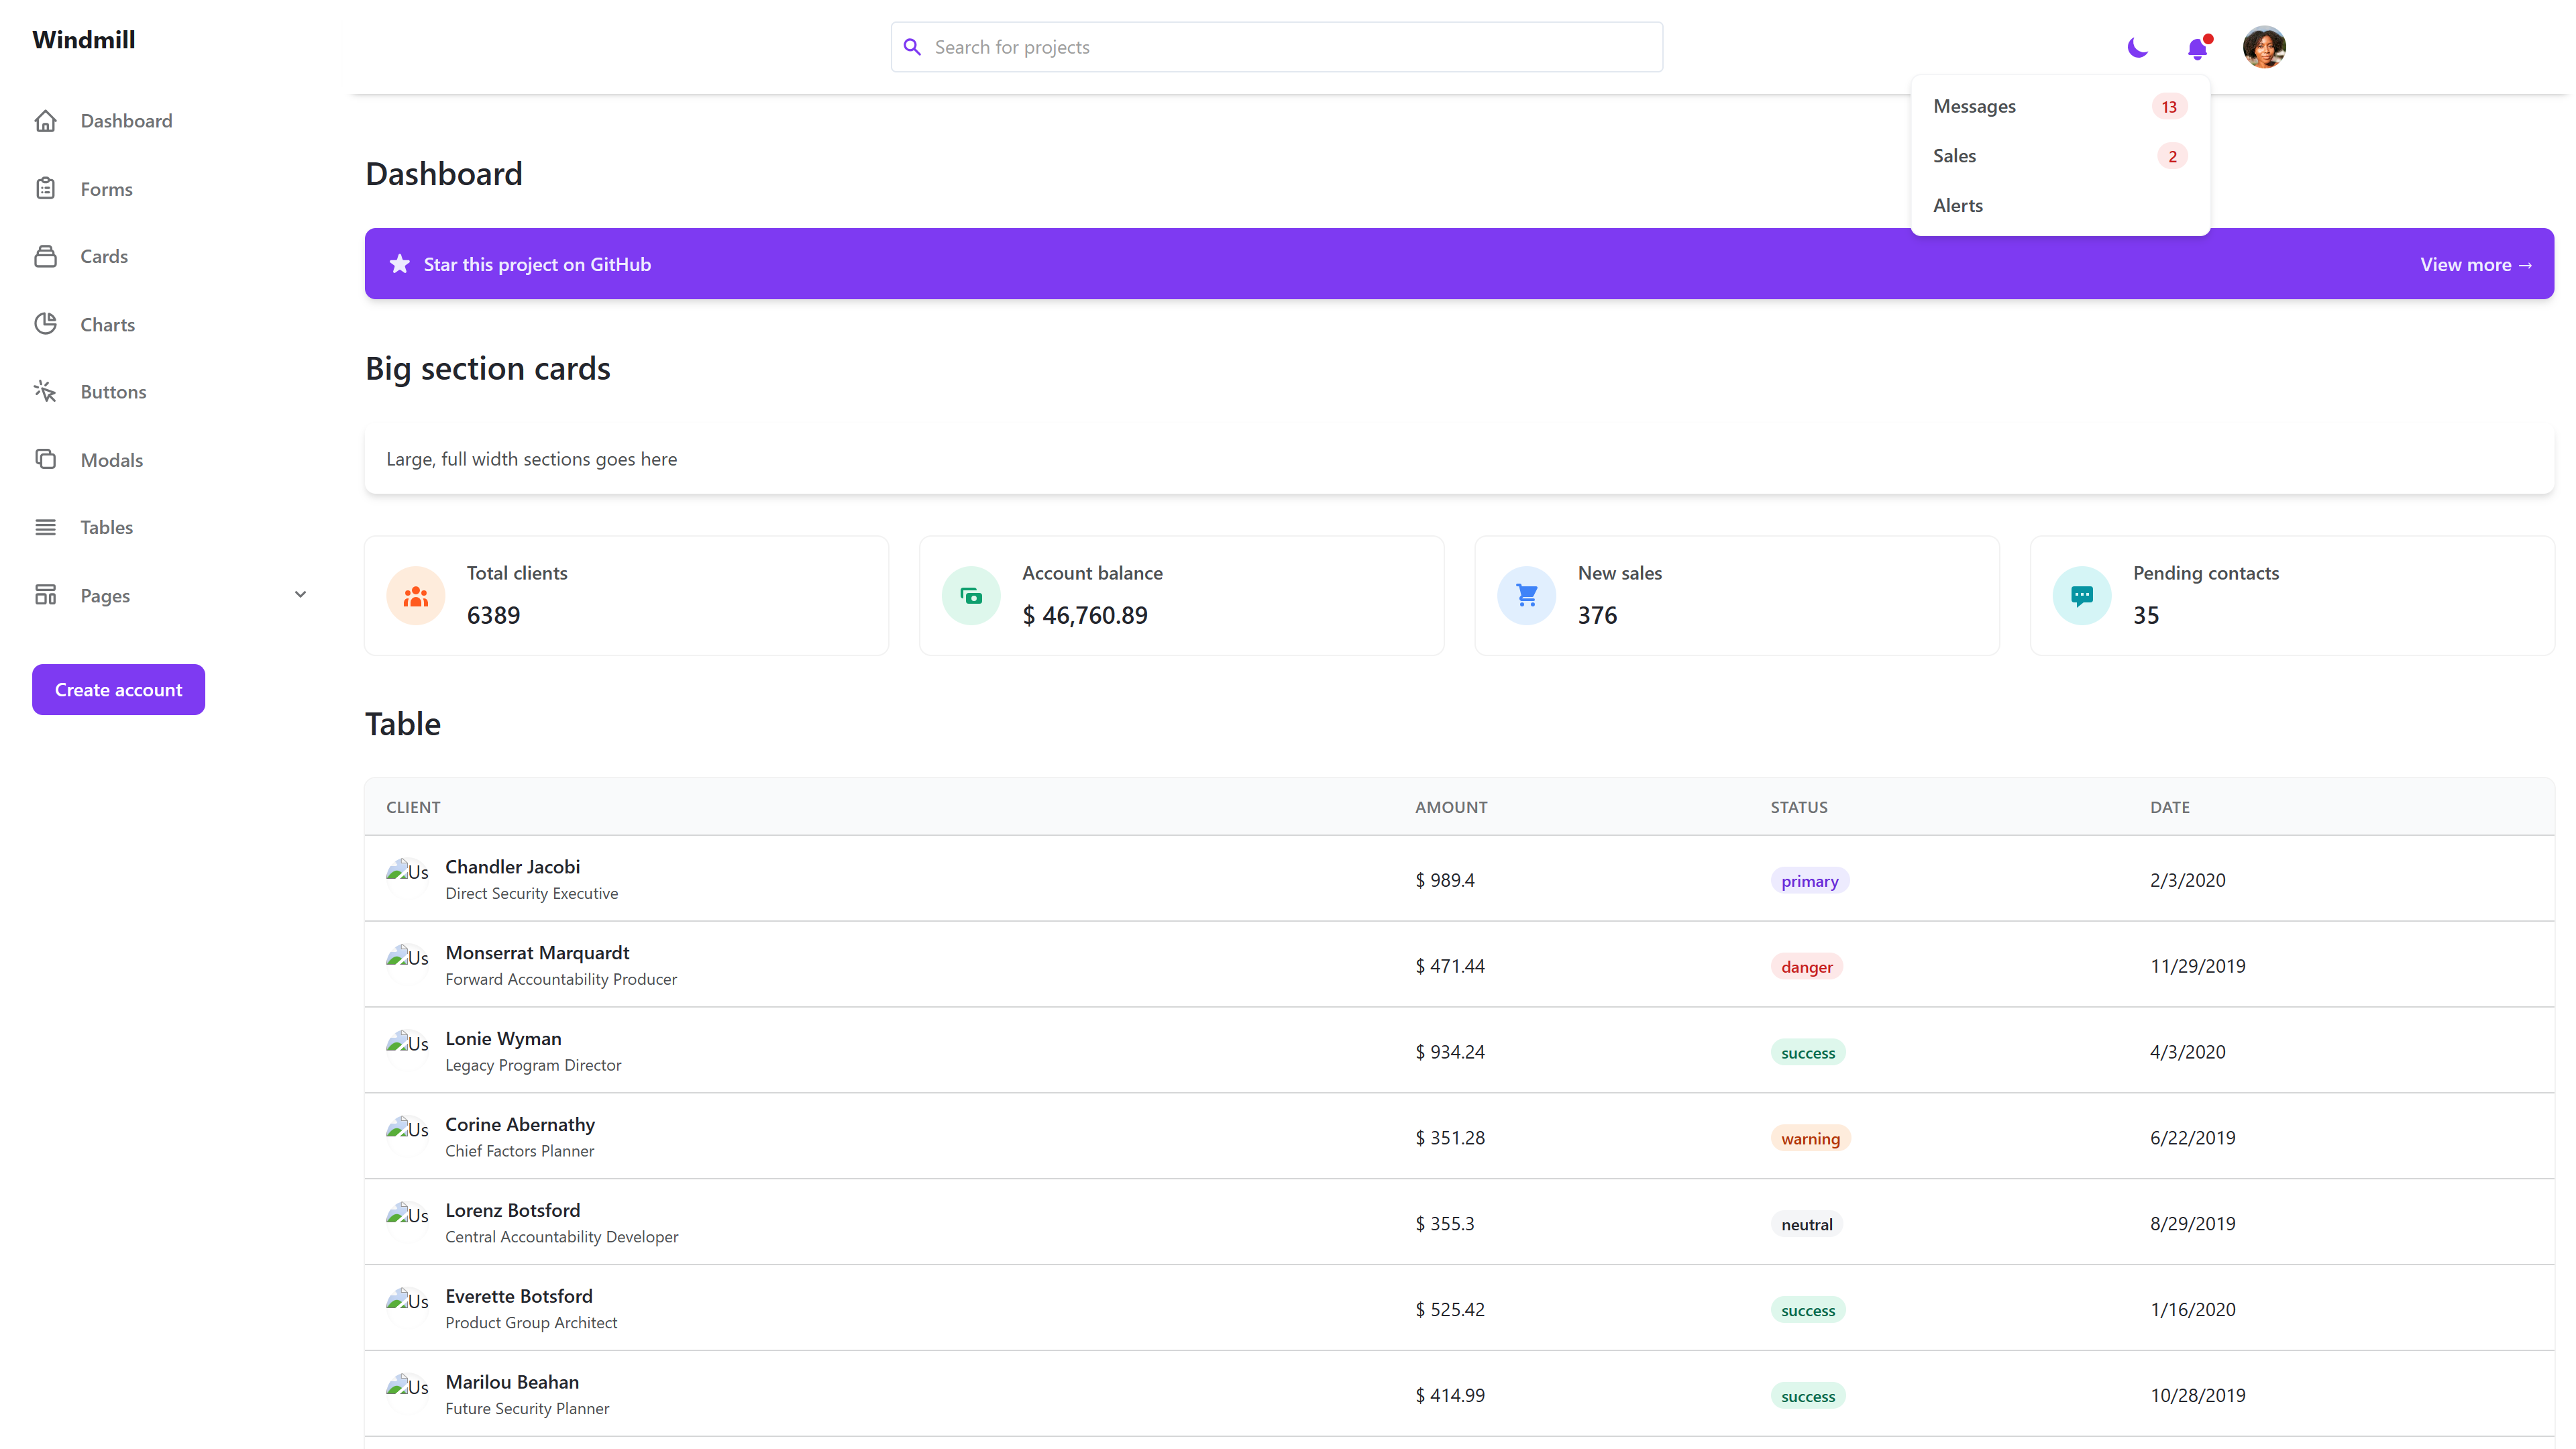 Windmill
Search for projects
Messages 13
Sales 2
Alerts
Dashboard
Forms
Cards
Charts
Buttons
Modals
Tables
Pages
Create account
Dashboard
Star this project on GitHub View more →
Big section cards
Large, full width sections goes here
Total clients
6389
Account balance
$ 46,760.89
New sales
376
Pending contacts
35
Table
CLIENT AMOUNT STATUS DATE
Us Chandler Jacobi
Direct Security Executive
$ 989.4 primary 2/3/2020
Us Monserrat Marquardt
Forward Accountability Producer
$ 471.44 danger 11/29/2019
Us Lonie Wyman
Legacy Program Director
$ 934.24 success 4/3/2020
Us Corine Abernathy
Chief Factors Planner
$ 351.28 warning 6/22/2019
Us Lorenz Botsford
Central Accountability Developer
$ 355.3 neutral 8/29/2019
Us Everette Botsford
Product Group Architect
$ 525.42 success 1/16/2020
Us Marilou Beahan
Future Security Planner
$ 414.99 success 10/28/2019